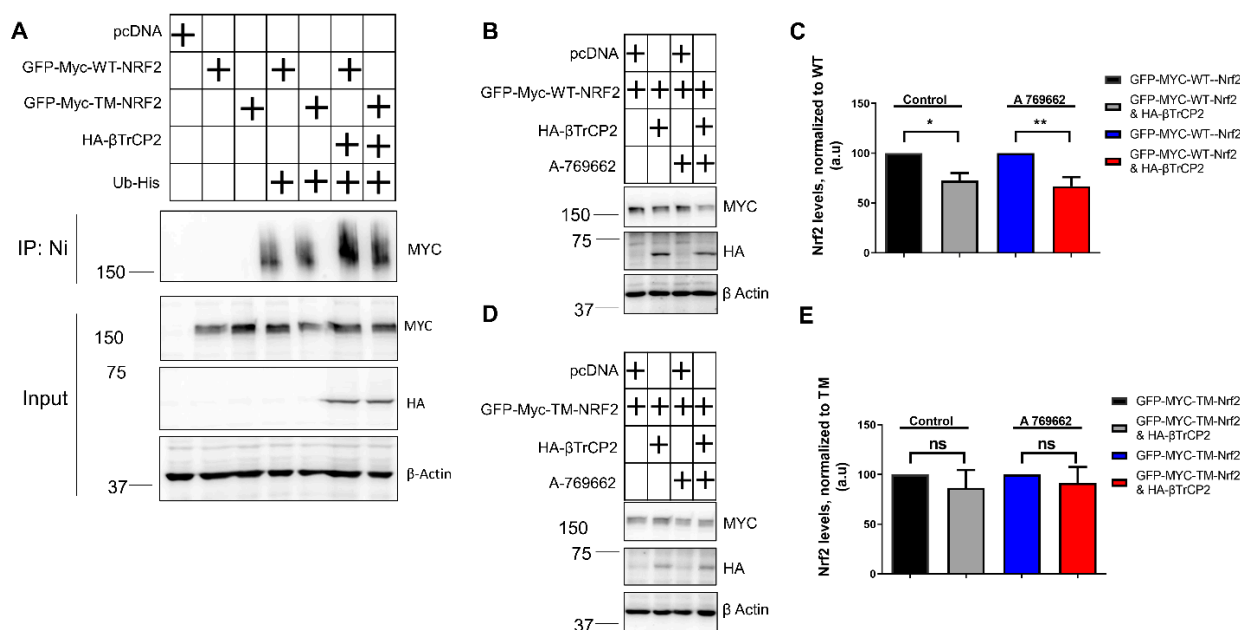 A
pcDNA
+
GFP-Myc-WT-NRF2
+ + +
GFP-Myc-TM-NRF2
+ + +
HA-βTrCP2
+ +
Ub-His
+ + + +
IP: Ni
150
MYC
Input
150
MYC
75
HA
37
β-Actin
B
pcDNA
+ +
GFP-Myc-WT-NRF2
+ + + +
HA-βTrCP2
+ +
A-769662
+ +
150
MYC
75
HA
37
β Actin
C
Nrf2 levels, normalized to WT
(a.u)
150
100
50
0
Control
*
A 769662
**
GFP-MYC-WT--Nrf2
GFP-MYC-WT-Nrf2
& HA-βTrCP2
GFP-MYC-WT--Nrf2
GFP-MYC-WT-Nrf2
& HA-βTrCP2
D
pcDNA
+ +
GFP-Myc-TM-NRF2
+ + + +
HA-βTrCP2
+ +
A-769662
+ +
150
MYC
75
HA
37
β Actin
E
Nrf2 levels, normalized to TM
(a.u)
150
100
50
0
Control
ns
A 769662
ns
GFP-MYC-TM-Nrf2
GFP-MYC-TM-Nrf2
& HA-βTrCP2
GFP-MYC-TM-Nrf2
GFP-MYC-TM-Nrf2
& HA-βTrCP2